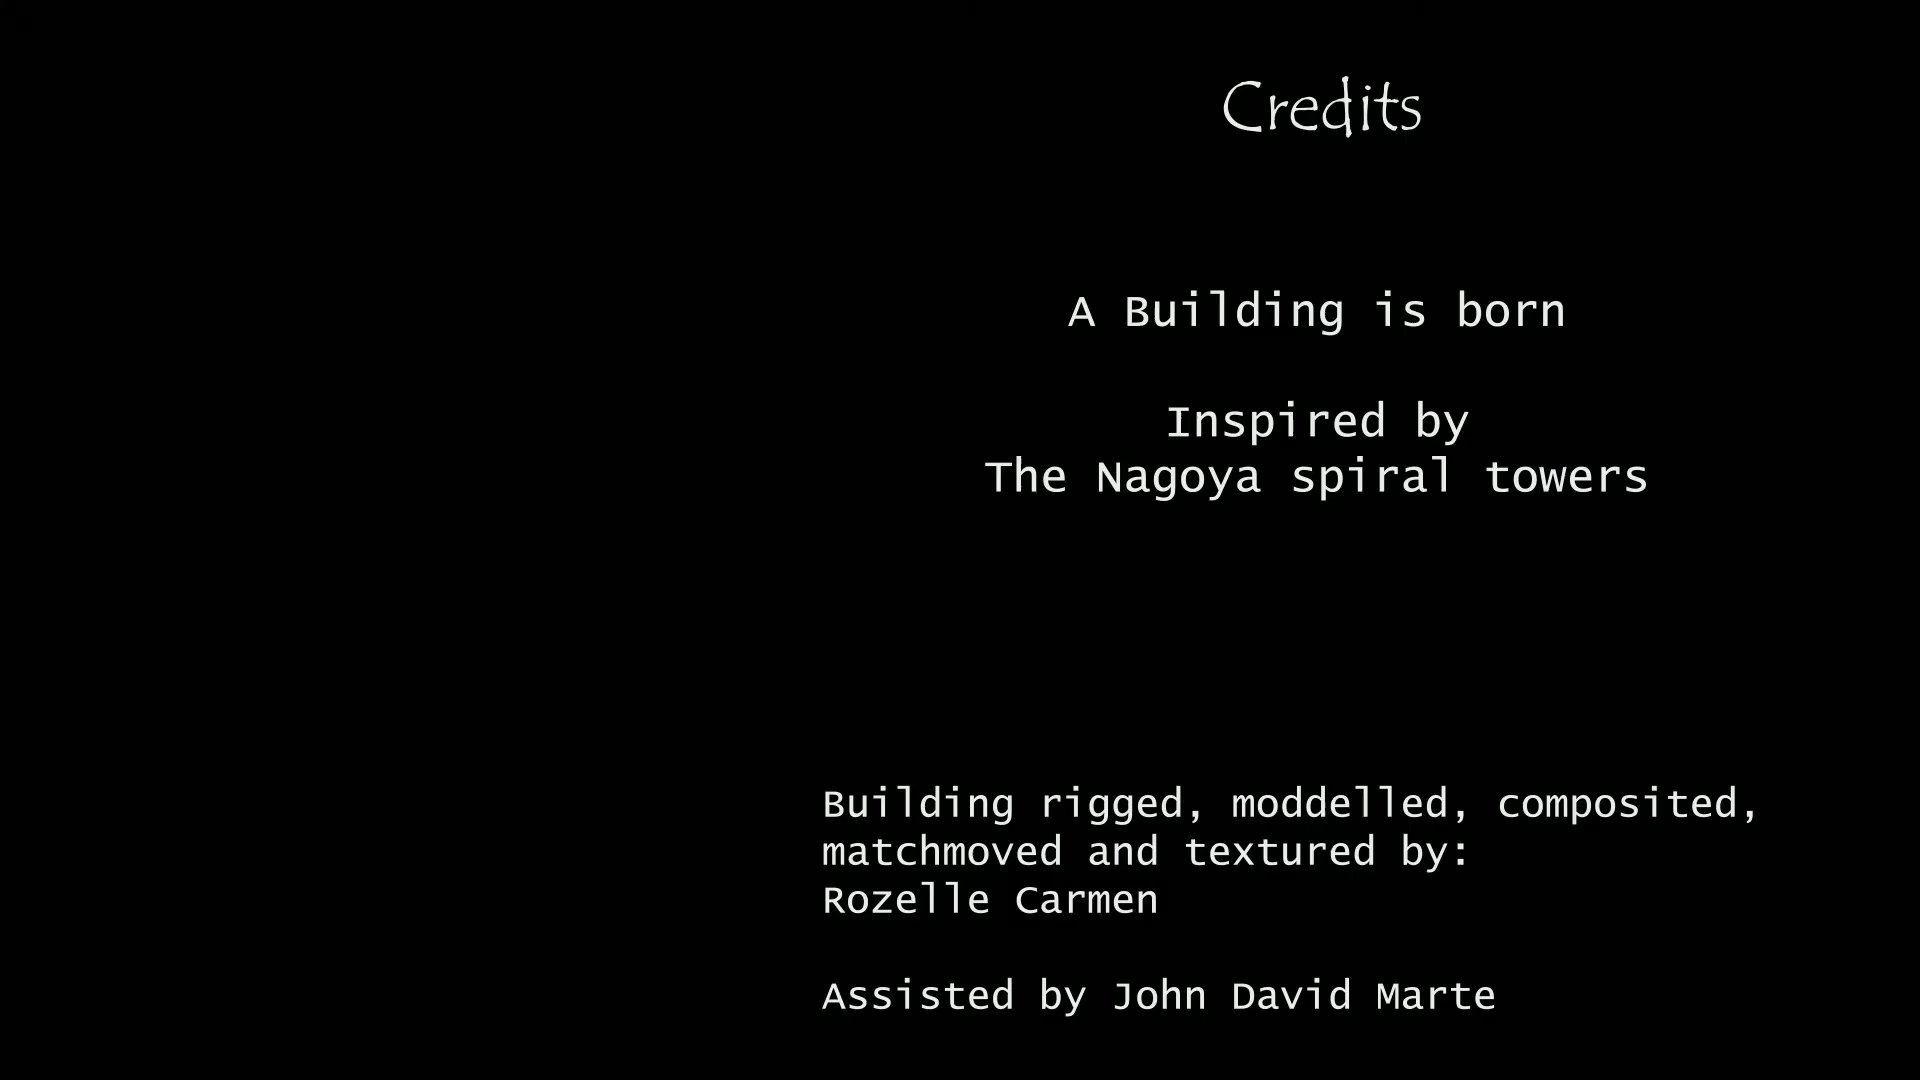 Credits
A Building is born
Inspired by
The Nagoya spiral towers
Building rigged, moddelled, composited,
matchmoved and textured by:
Rozelle Carmen
Assisted by John David Marte